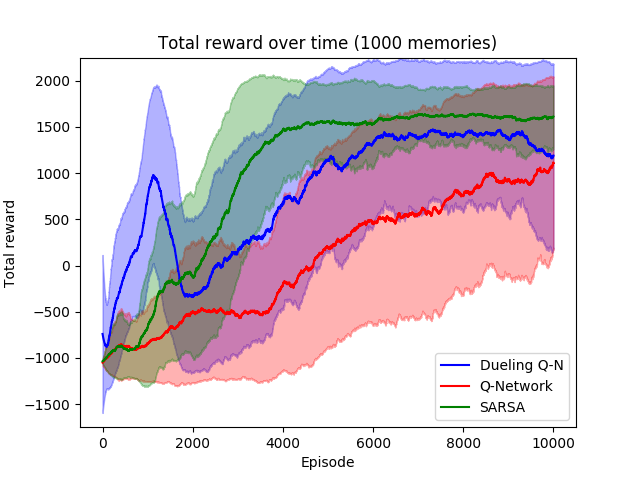 Total reward over time (1000 memories)
2000
1500
1000
500
0
−500
−1000
−1500
Total reward
0
2000
4000
6000
8000
10000
Episode
Dueling Q-N
Q-Network
SARSA